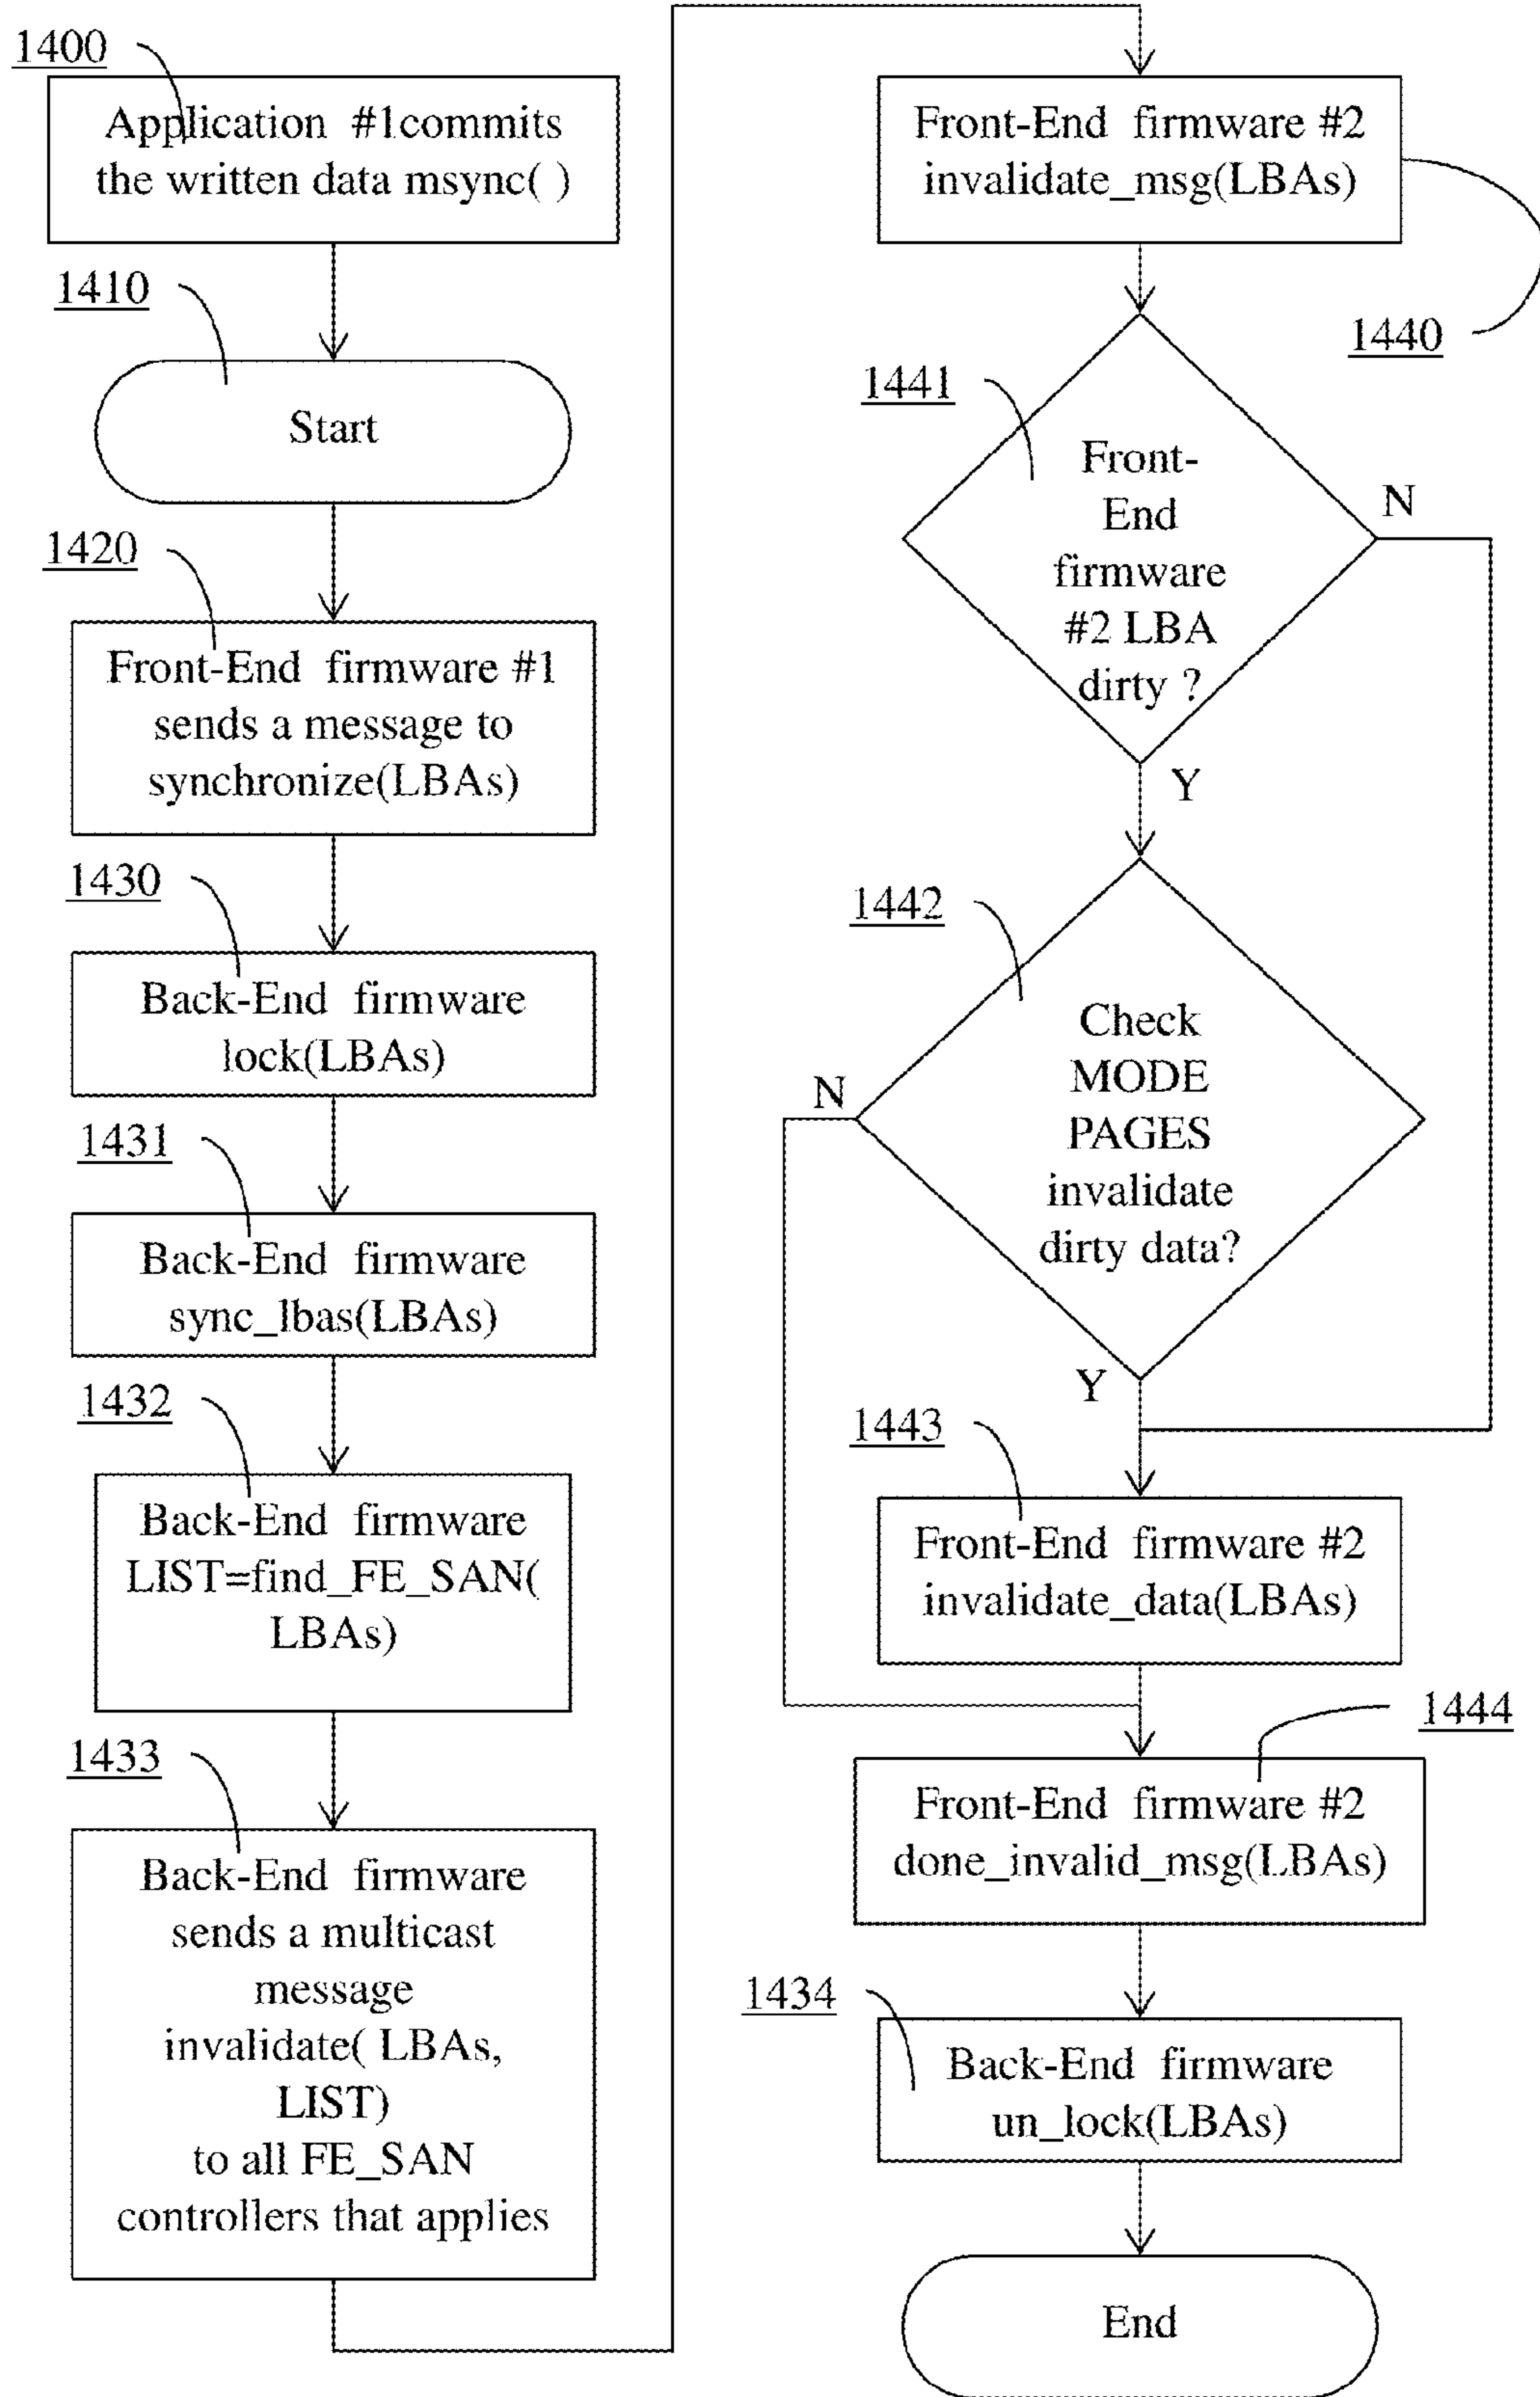 1400
Application #1commits
the written data msync( )
1410
Start
1420
Front-End firmware #1
sends a message to
synchronize(LBAs)
1430
Back-End firmware
lock(LBAs)
1431
Back-End firmware
sync_lbas(LBAs)
1432
Back-End firmware
LIST=find_FE_SAN(
LBAs)
1433
Back-End firmware
sends a multicast
message
invalidate( LBAs,
LIST)
to all FE_SAN
controllers that applies
Front-End firmware #2
invalidate_msg(LBAs)
1440
1441
Front-
End
firmware
#2 LBA
dirty ?
N
Y
1442
Check
MODE
PAGES
invalidate
dirty data?
N
Y
1443
Front-End firmware #2
invalidate_data(LBAs)
1444
Front-End firmware #2
done_invalid_msg(LBAs)
1434
Back-End firmware
un_lock(LBAs)
End